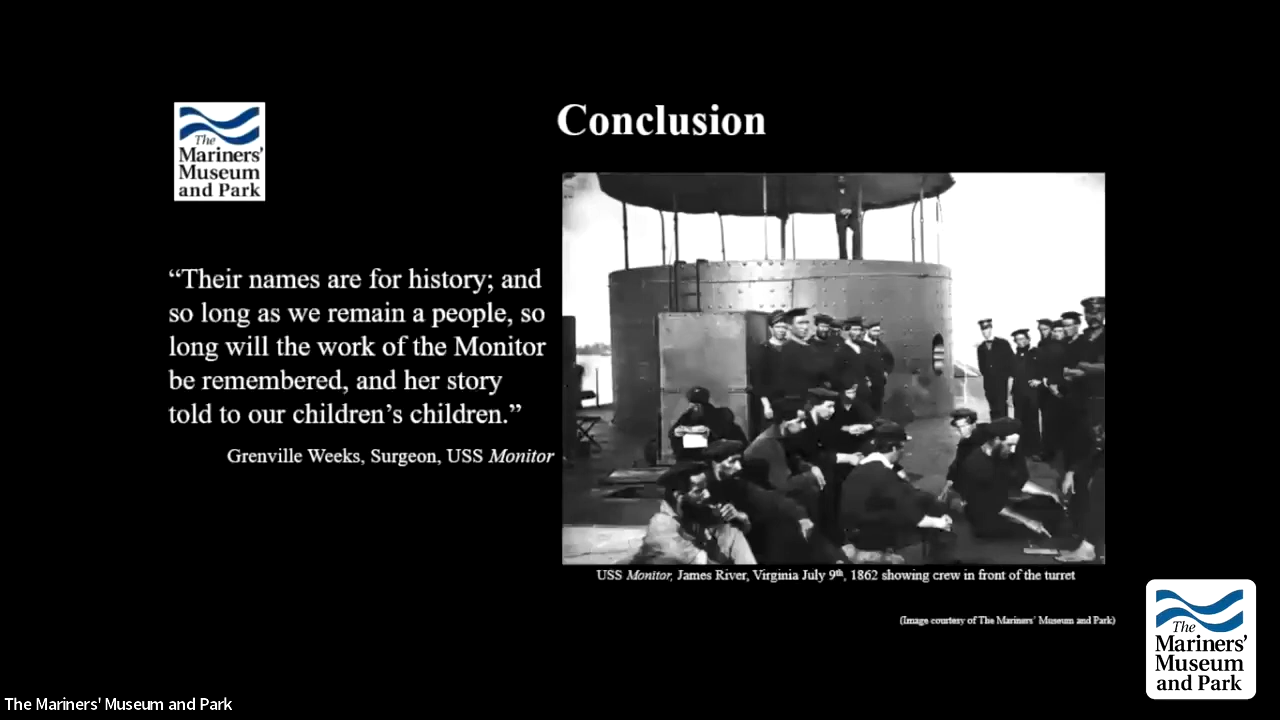 Conclusion
The
Mariners'
Museum
and Park
“Their names are for history; and
so long as we remain a people, so
long will the work of the Monitor
be remembered, and her story
told to our children’s children.”
Grenville Weeks, Surgeon, USS Monitor
USS Monitor, James River, Virginia July 9th, 1862 showing crew in front of the turret
(Image courtesy of The Mariners’ Museum and Park)
The
Mariners'
Museum
and Park
The Mariners' Museum and Park